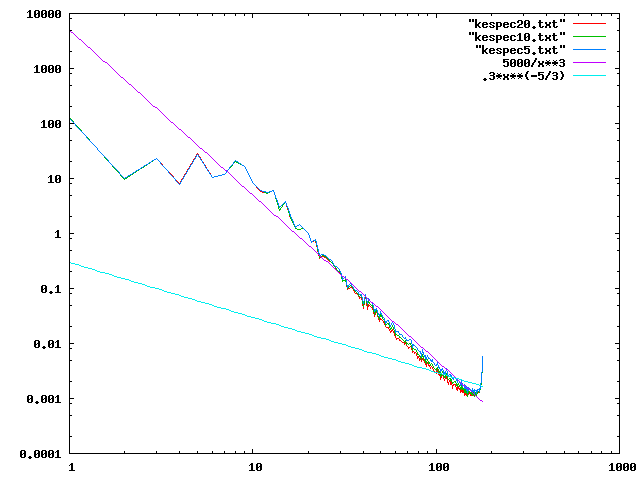 10000
1000
100
10
1
0.1
0.01
0.001
0.0001
1
10
100
1000
"kespec20.txt"
"kespec10.txt"
"kespec5.txt"
5000/x**3
.3*x**(-5/3)